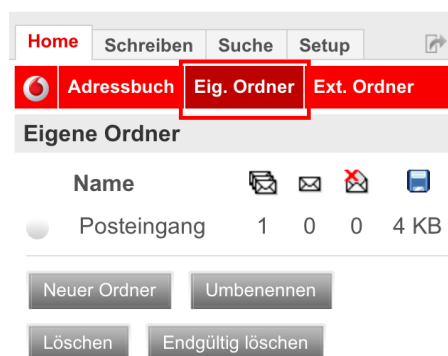 Home Schreiben Suche Setup
Adressbuch Eig. Ordner Ext. Ordner
Eigene Ordner
Name
Posteingang 1 0 0 4 KB
Neuer Ordner Umbenennen
Löschen Endgültig löschen